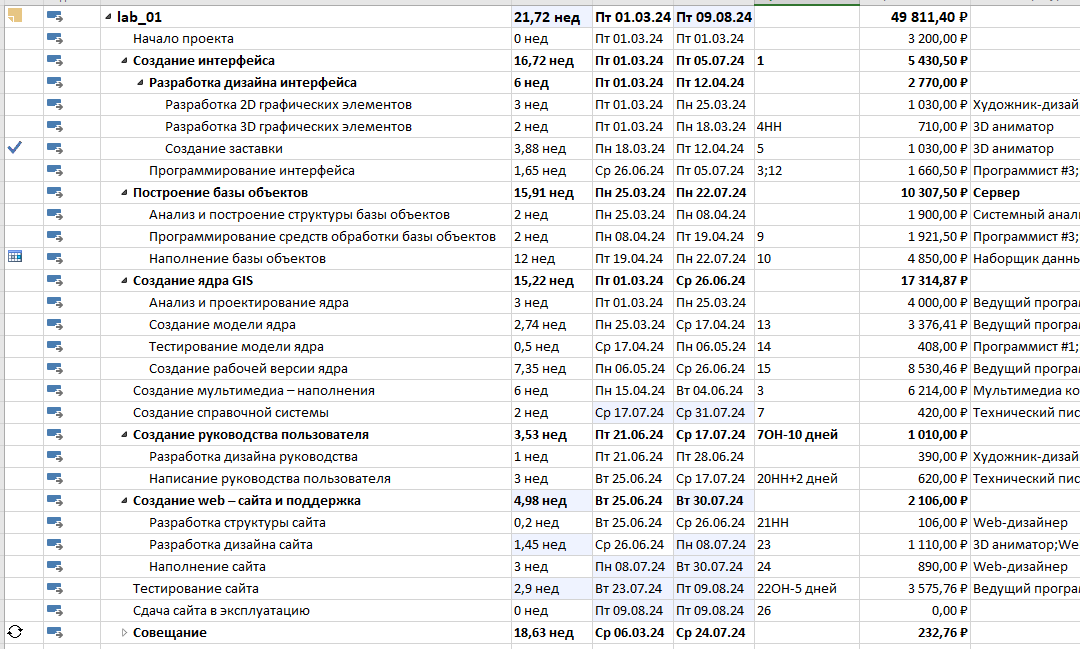 lab_01 21,72 нед Пт 01.03.24 Пт 09.08.24 49 811,40 ₽
Начало проекта 0 нед Пт 01.03.24 Пт 01.03.24 3 200,00 ₽
Создание интерфейса 16,72 нед Пт 01.03.24 Пт 05.07.24 1 5 430,50 ₽
Разработка дизайна интерфейса 6 нед Пт 01.03.24 Пт 12.04.24 2 770,00 ₽
Разработка 2D графических элементов 3 нед Пт 01.03.24 Пн 25.03.24 1 030,00 ₽ Художник-дизай
Разработка 3D графических элементов 2 нед Пт 01.03.24 Пн 18.03.24 4НН 710,00 ₽ 3D аниматор
Создание заставки 3,88 нед Пн 18.03.24 Пт 12.04.24 5 1 030,00 ₽ 3D аниматор
Программирование интерфейса 1,65 нед Ср 26.06.24 Пт 05.07.24 3;12 1 660,50 ₽ Программист #3;
Построение базы объектов 15,91 нед Пн 25.03.24 Пн 22.07.24 10 307,50 ₽ Сервер
Анализ и построение структуры базы объектов 2 нед Пн 25.03.24 Пн 08.04.24 1 900,00 ₽ Системный анал
Программирование средств обработки базы объектов 2 нед Пн 08.04.24 Пт 19.04.24 9 1 921,50 ₽ Программист #3;
Наполнение базы объектов 12 нед Пт 19.04.24 Пн 22.07.24 10 4 850,00 ₽ Наборщик данны
Создание ядра GIS 15,22 нед Пт 01.03.24 Ср 26.06.24 17 314,87 ₽
Анализ и проектирование ядра 3 нед Пт 01.03.24 Пн 25.03.24 4 000,00 ₽ Ведущий програм
Создание модели ядра 2,74 нед Пн 25.03.24 Ср 17.04.24 13 3 376,41 ₽ Ведущий програм
Тестирование модели ядра 0,5 нед Ср 17.04.24 Пн 06.05.24 14 408,00 ₽ Программист #1;
Создание рабочей версии ядра 7,35 нед Пн 06.05.24 Ср 26.06.24 15 8 530,46 ₽ Ведущий програм
Создание мультимедиа – наполнения 6 нед Пн 15.04.24 Вт 04.06.24 3 6 214,00 ₽ Мультимедиа ко
Создание справочной системы 2 нед Ср 17.07.24 Ср 31.07.24 7 420,00 ₽ Технический пис
Создание руководства пользователя 3,53 нед Пт 21.06.24 Ср 17.07.24 7ОН-10 дней 1 010,00 ₽
Разработка дизайна руководства 1 нед Пт 21.06.24 Пт 28.06.24 390,00 ₽ Художник-дизай
Написание руководства пользователя 3 нед Вт 25.06.24 Ср 17.07.24 20НН+2 дней 620,00 ₽ Технический пис
Создание web – сайта и поддержка 4,98 нед Вт 25.06.24 Вт 30.07.24 2 106,00 ₽
Разработка структуры сайта 0,2 нед Вт 25.06.24 Ср 26.06.24 21НН 106,00 ₽ Web-дизайнер
Разработка дизайна сайта 1,45 нед Ср 26.06.24 Пн 08.07.24 23 1 110,00 ₽ 3D аниматор;We
Наполнение сайта 3 нед Пн 08.07.24 Вт 30.07.24 24 890,00 ₽ Web-дизайнер
Тестирование сайта 2,9 нед Вт 23.07.24 Пт 09.08.24 22ОН-5 дней 3 575,76 ₽ Ведущий програм
Сдача сайта в эксплуатацию 0 нед Пт 09.08.24 Пт 09.08.24 26 0,00 ₽
Совещание 18,63 нед Ср 06.03.24 Ср 24.07.24 232,76 ₽